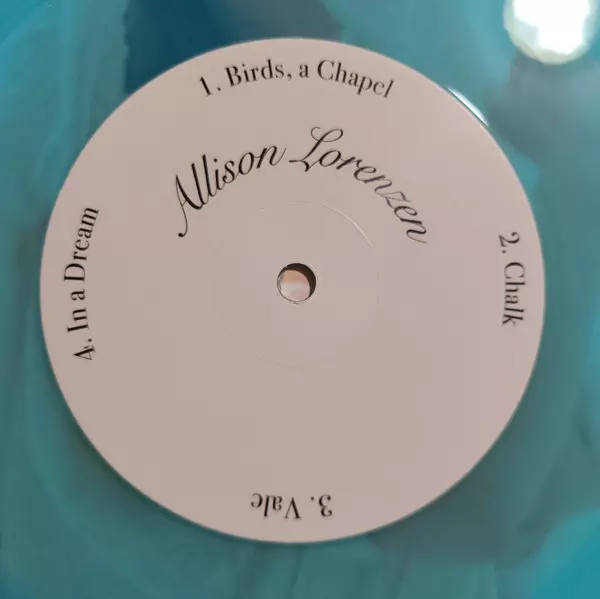 1. Birds, a Chapel
Allison Lorenzen
2. Chalk
3. Vale
4. In a Dream